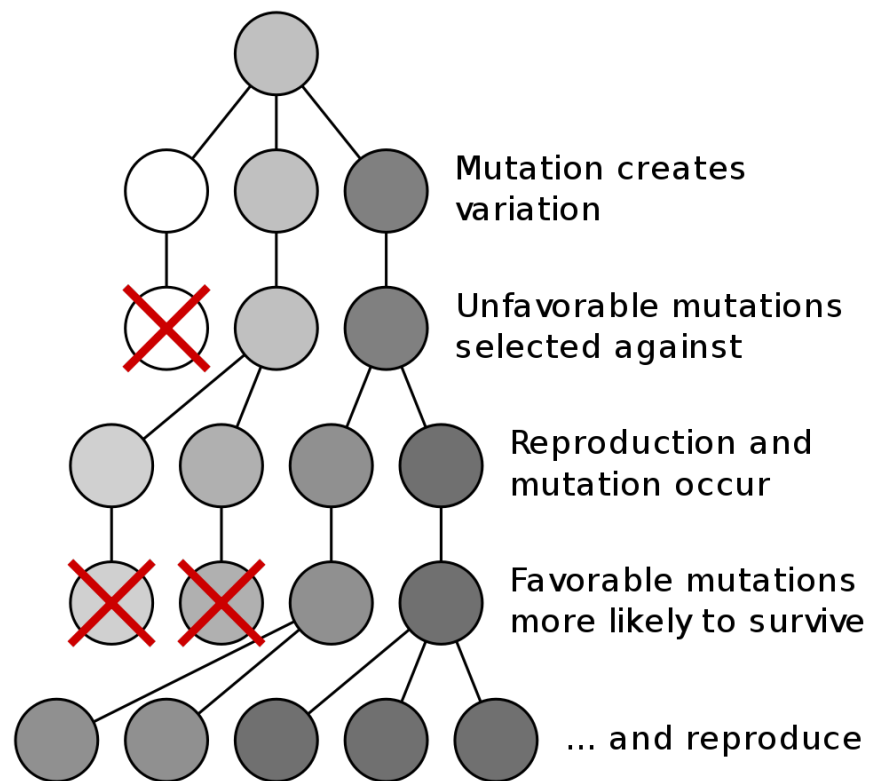 Mutation creates
variation
Unfavorable mutations
selected against
Reproduction and
mutation occur
Favorable mutations
more likely to survive
... and reproduce